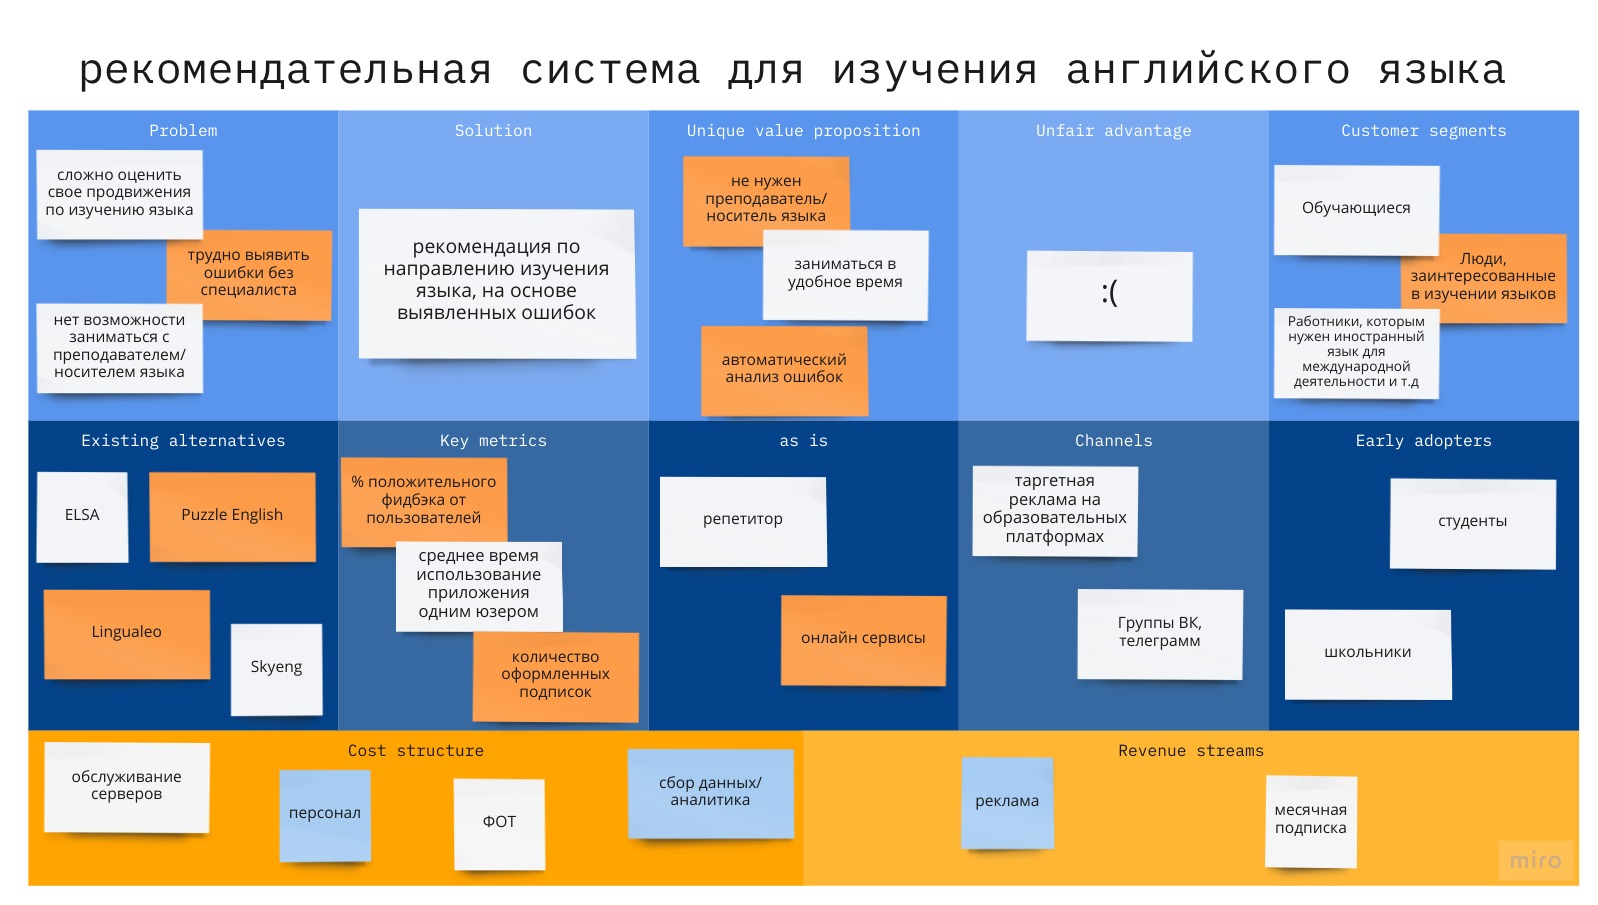 рекомендательная система для изучения английского языка
Problem
сложно оценить
свое продвижения
по изучению языка
трудно выявить
ошибки без
специалиста
нет возможности
заниматься с
преподавателем/
носителем языка
Solution
рекомендация по
направлению изучения
языка, на основе
выявленных ошибок
Unique value proposition
не нужен
преподаватель/
носитель языка
заниматься в
удобное время
автоматический
анализ ошибок
Unfair advantage
:(
Customer segments
Обучающиеся
Люди,
заинтересованные
в изучении языков
Работники, которым
нужен иностранный
язык для
международной
деятельности и т.д
Existing alternatives
ELSA
Puzzle English
Lingualeo
Skyeng
Key metrics
% положительного
фидбэка от
пользователей
среднее время
использование
приложения
одним юзером
количество
оформленных
подписок
as is
репетитор
онлайн сервисы
Channels
таргетная
реклама на
образовательных
платформах
Группы ВК,
телеграмм
Early adopters
студенты
школьники
Cost structure
обслуживание
серверов
персонал
ФОТ
сбор данных/
аналитика
Revenue streams
реклама
месячная
подписка
miro